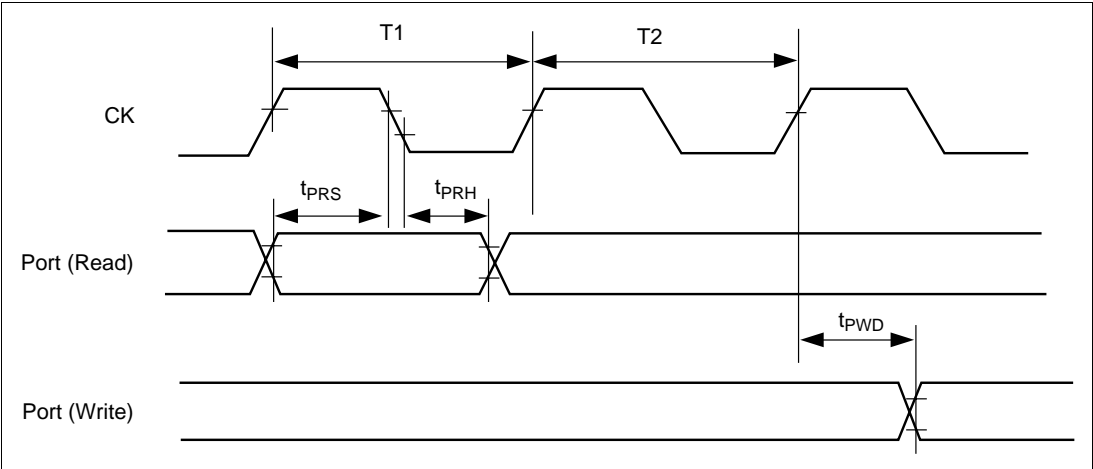 T1
T2
CK
tPRS
tPRH
Port (Read)
tPWD
Port (Write)